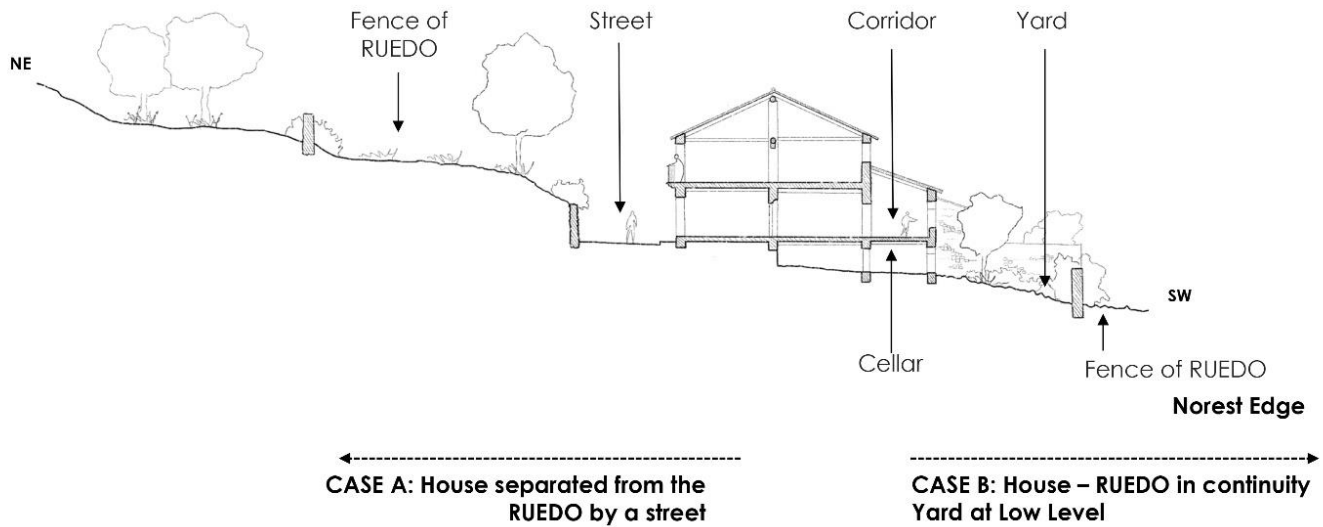 Fence of
RUEDO
Street
Corridor
Yard
NE
SW
Cellar
Fence of RUEDO
Norest Edge
CASE A: House separated from the
RUEDO by a street
CASE B: House – RUEDO in continuity
Yard at Low Level